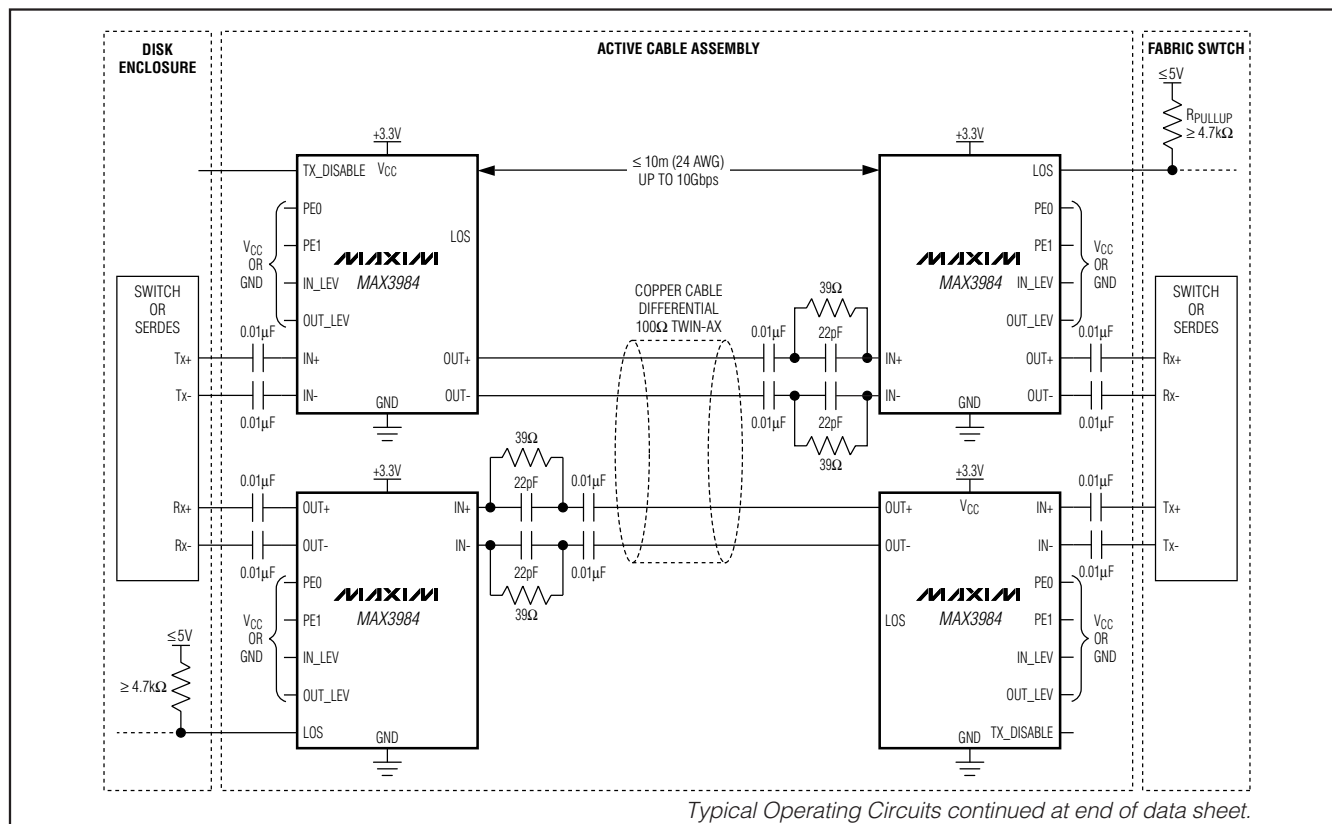 DISK
ENCLOSURE
ACTIVE CABLE ASSEMBLY
FABRIC SWTCH
≤5V
RPULLUP
≥ 4.7kΩ
+3.3V
TX_DISABLE
VCC
PE0
PE1
IN_LEV
OUT_LEV
VCC
OR
GND
MAXIM
MAX3984
LOS
IN+
IN-
OUT+
OUT-
GND
≤ 10m (24 AWG)
UP TO 10Gbps
+3.3V
LOS
PE0
PE1
IN_LEV
OUT_LEV
VCC
OR
GND
MAXIM
MAX3984
IN+
IN-
OUT+
OUT-
GND
SWITCH
OR
SERDES
Tx+
Tx-
Rx+
Rx-
0.01µF
0.01µF
COPPER CABLE
DIFFERENTIAL
100Ω TWIN-AX
0.01µF
0.01µF
39Ω
22pF
22pF
39Ω
0.01µF
0.01µF
SWITCH
OR
SERDES
Rx+
Rx-
Tx+
Tx-
0.01µF
0.01µF
+3.3V
OUT+
OUT-
IN+
IN-
PE0
PE1
IN_LEV
OUT_LEV
LOS
GND
VCC
OR
GND
MAXIM
MAX3984
≤5V
≥ 4.7kΩ
39Ω
22pF
22pF
39Ω
0.01µF
0.01µF
+3.3V
OUT+
OUT-
VCC
IN+
IN-
LOS
PE0
PE1
IN_LEV
OUT_LEV
GND
TX_DISABLE
MAXIM
MAX3984
VCC
OR
GND
0.01µF
0.01µF
Typical Operating Circuits continued at end of data sheet.